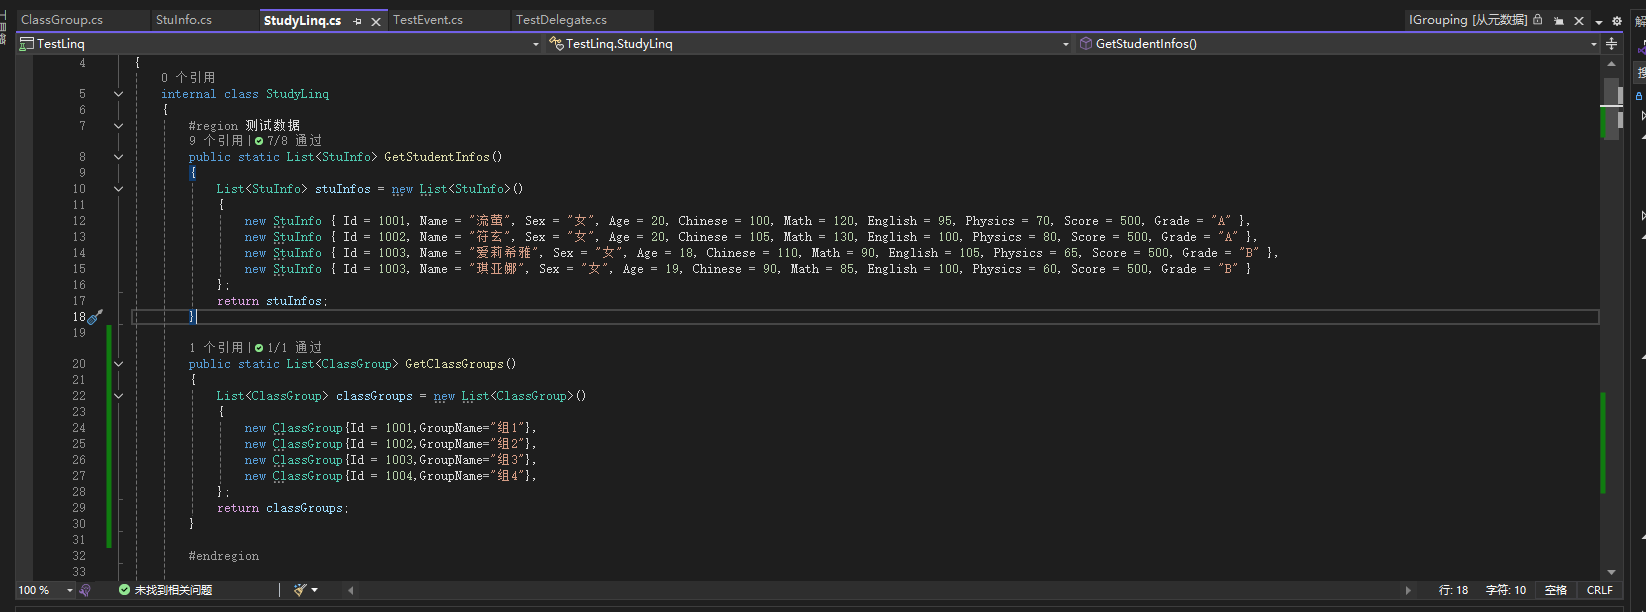 ClassGroup.cs StuInfo.cs StudyLinq.cs TestEvent.cs TestDelegate.cs IGrouping [从元数据]
TestLinq TestLinq.StudyLinq GetStudentInfos()
4 {
0 个引用
5 internal class StudyLinq
6 {
7 #region 测试数据
9 个引用 | 7/8 通过
8 public static List<StuInfo> GetStudentInfos()
9 {
10 List<StuInfo> stuInfos = new List<StuInfo>()
11 {
12 new StuInfo { Id = 1001, Name = "流萤", Sex = "女", Age = 20, Chinese = 100, Math = 120, English = 95, Physics = 70, Score = 500, Grade = "A" },
13 new StuInfo { Id = 1002, Name = "符玄", Sex = "女", Age = 20, Chinese = 105, Math = 130, English = 100, Physics = 80, Score = 500, Grade = "A" },
14 new StuInfo { Id = 1003, Name = "爱莉希雅", Sex = "女", Age = 18, Chinese = 110, Math = 90, English = 105, Physics = 65, Score = 500, Grade = "B" },
15 new StuInfo { Id = 1003, Name = "琪亚娜", Sex = "女", Age = 19, Chinese = 90, Math = 85, English = 100, Physics = 60, Score = 500, Grade = "B" }
16 };
17 return stuInfos;
18 }
19
1 个引用 | 1/1 通过
20 public static List<ClassGroup> GetClassGroups()
21 {
22 List<ClassGroup> classGroups = new List<ClassGroup>()
23 {
24 new ClassGroup{Id = 1001,GroupName="组1"},
25 new ClassGroup{Id = 1002,GroupName="组2"},
26 new ClassGroup{Id = 1003,GroupName="组3"},
27 new ClassGroup{Id = 1004,GroupName="组4"},
28 };
29 return classGroups;
30 }
31
32 #endregion
33
100 % 未找到相关问题 行: 18 字符: 10 空格 CRLF